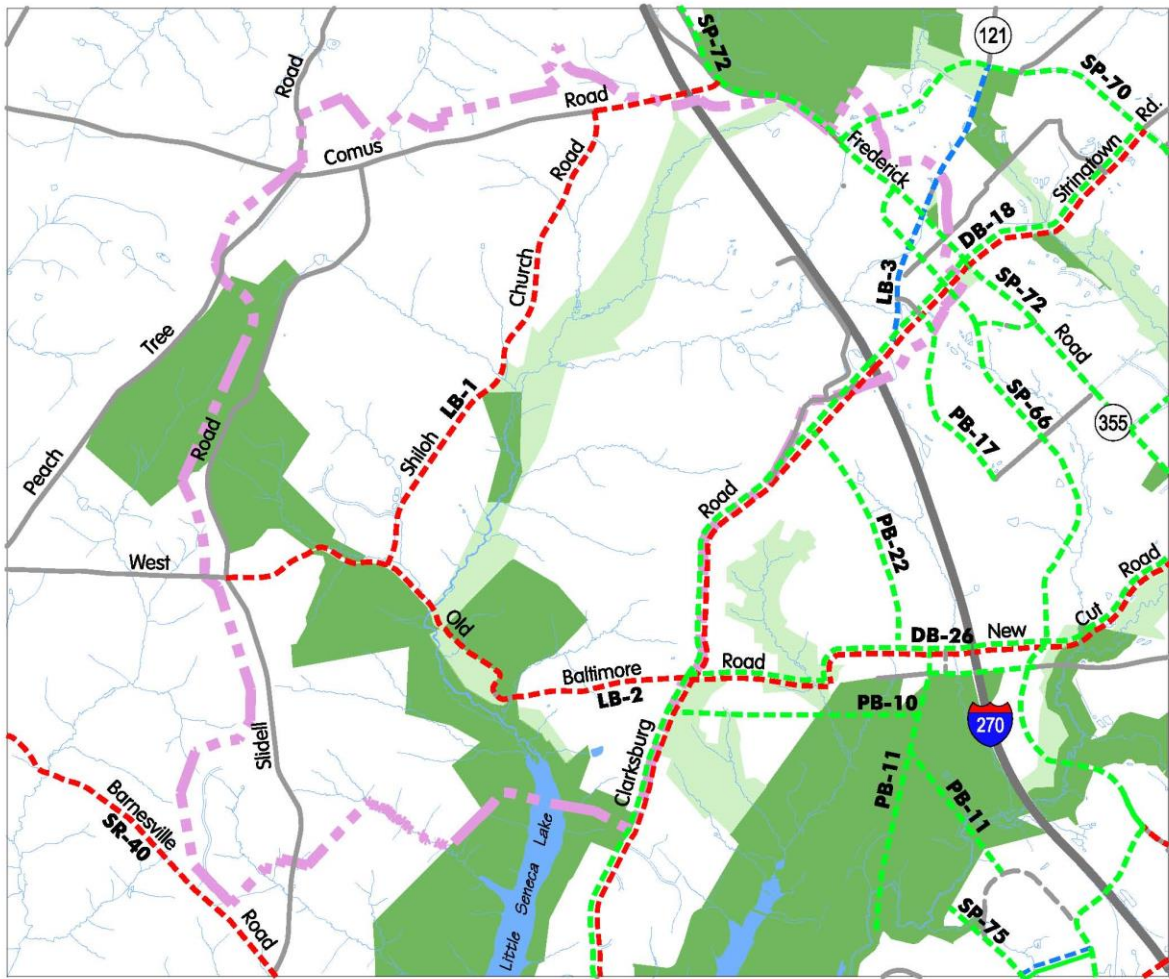 SP-72
121
SP-70
Road
Road
Rd.
Comus
Road
Frederick
Stringtown
DB-18
Church
LB-3
SP-72
Tree
Road
LB-1
SP-66
Road
Shiloh
PB-17
355
Peach
Road
PB-22
West
Road
Old
Cut
DB-26
New
Road
Baltimore
LB-2
PB-10
270
Slidell
Clarksburg
PB-11
PB-11
Barnesville
SR-40
Little Seneca Lake
SP-75
Road